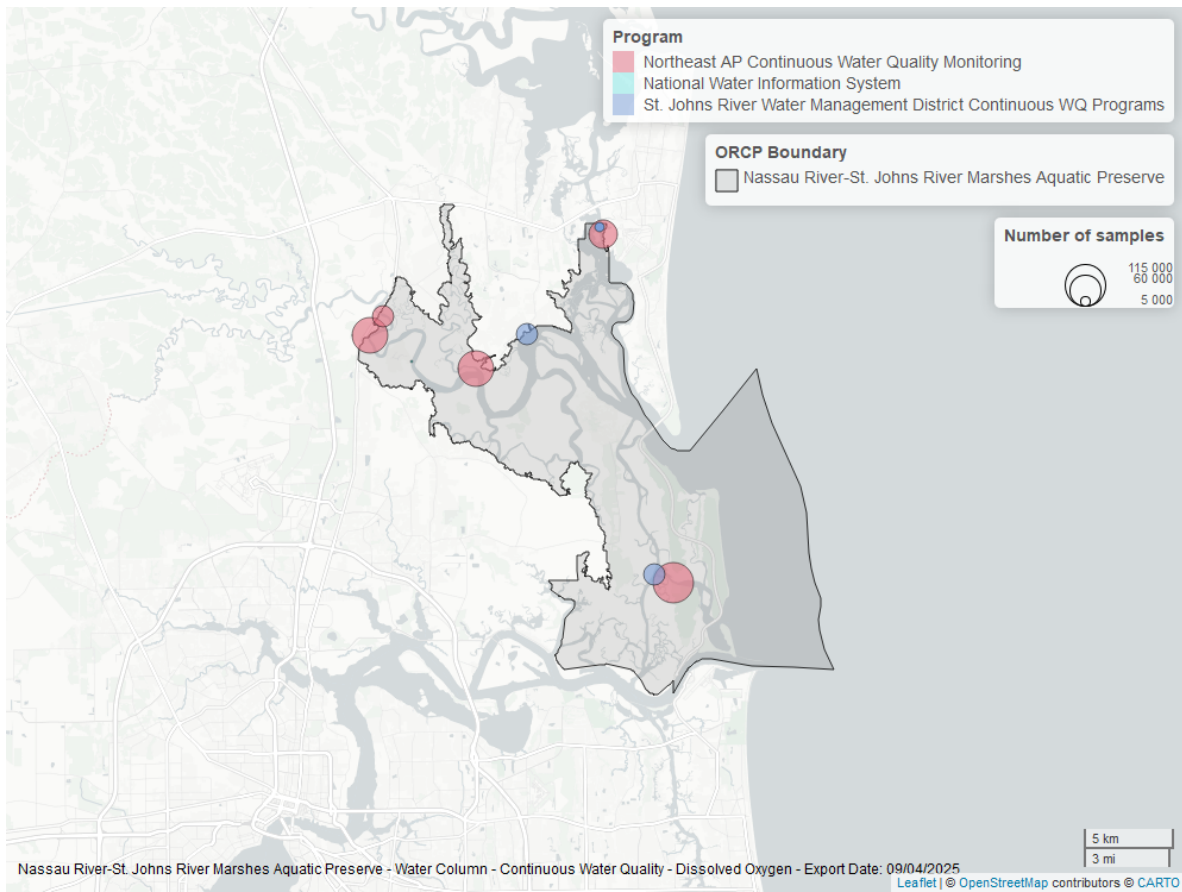 Program
Northeast AP Continuous Water Quality Monitoring
National Water Information System
St. Johns River Water Management District Continuous WQ Programs
ORCP Boundary
Nassau River-St. Johns River Marshes Aquatic Preserve
Number of samples
115 000
60 000
5 000
5 km
3 mi
Nassau River-St. Johns River Marshes Aquatic Preserve - Water Column - Continuous Water Quality - Dissolved Oxygen - Export Date: 09/04/2025
Leaflet | © OpenStreetMap contributors © CARTO